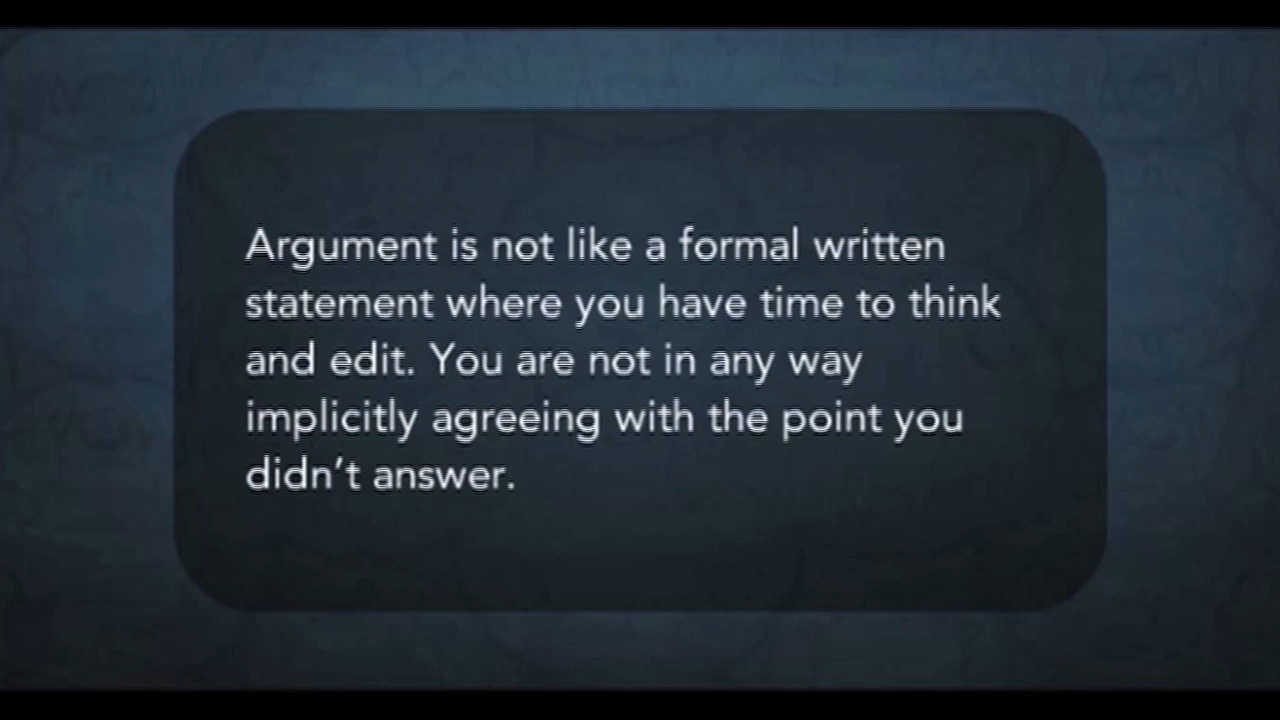 Argument is not like a formal written
statement where you have time to think
and edit. You are not in any way
implicitly agreeing with the point you
didn't answer.